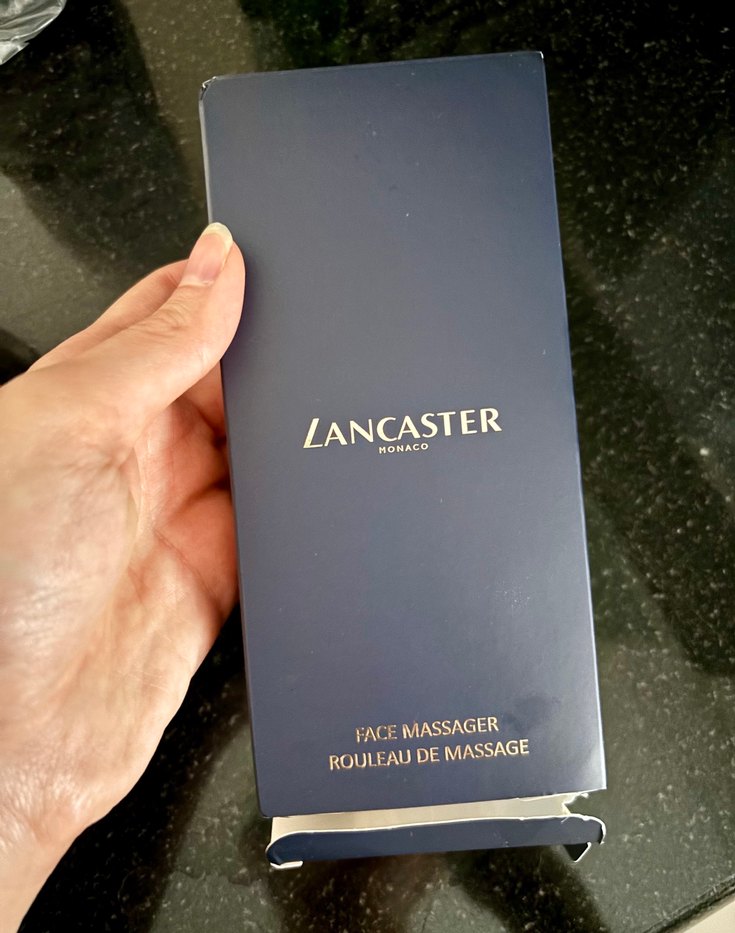 LANCASTER
MONACO
FACE MASSAGER
ROULEAU DE MASSAGE